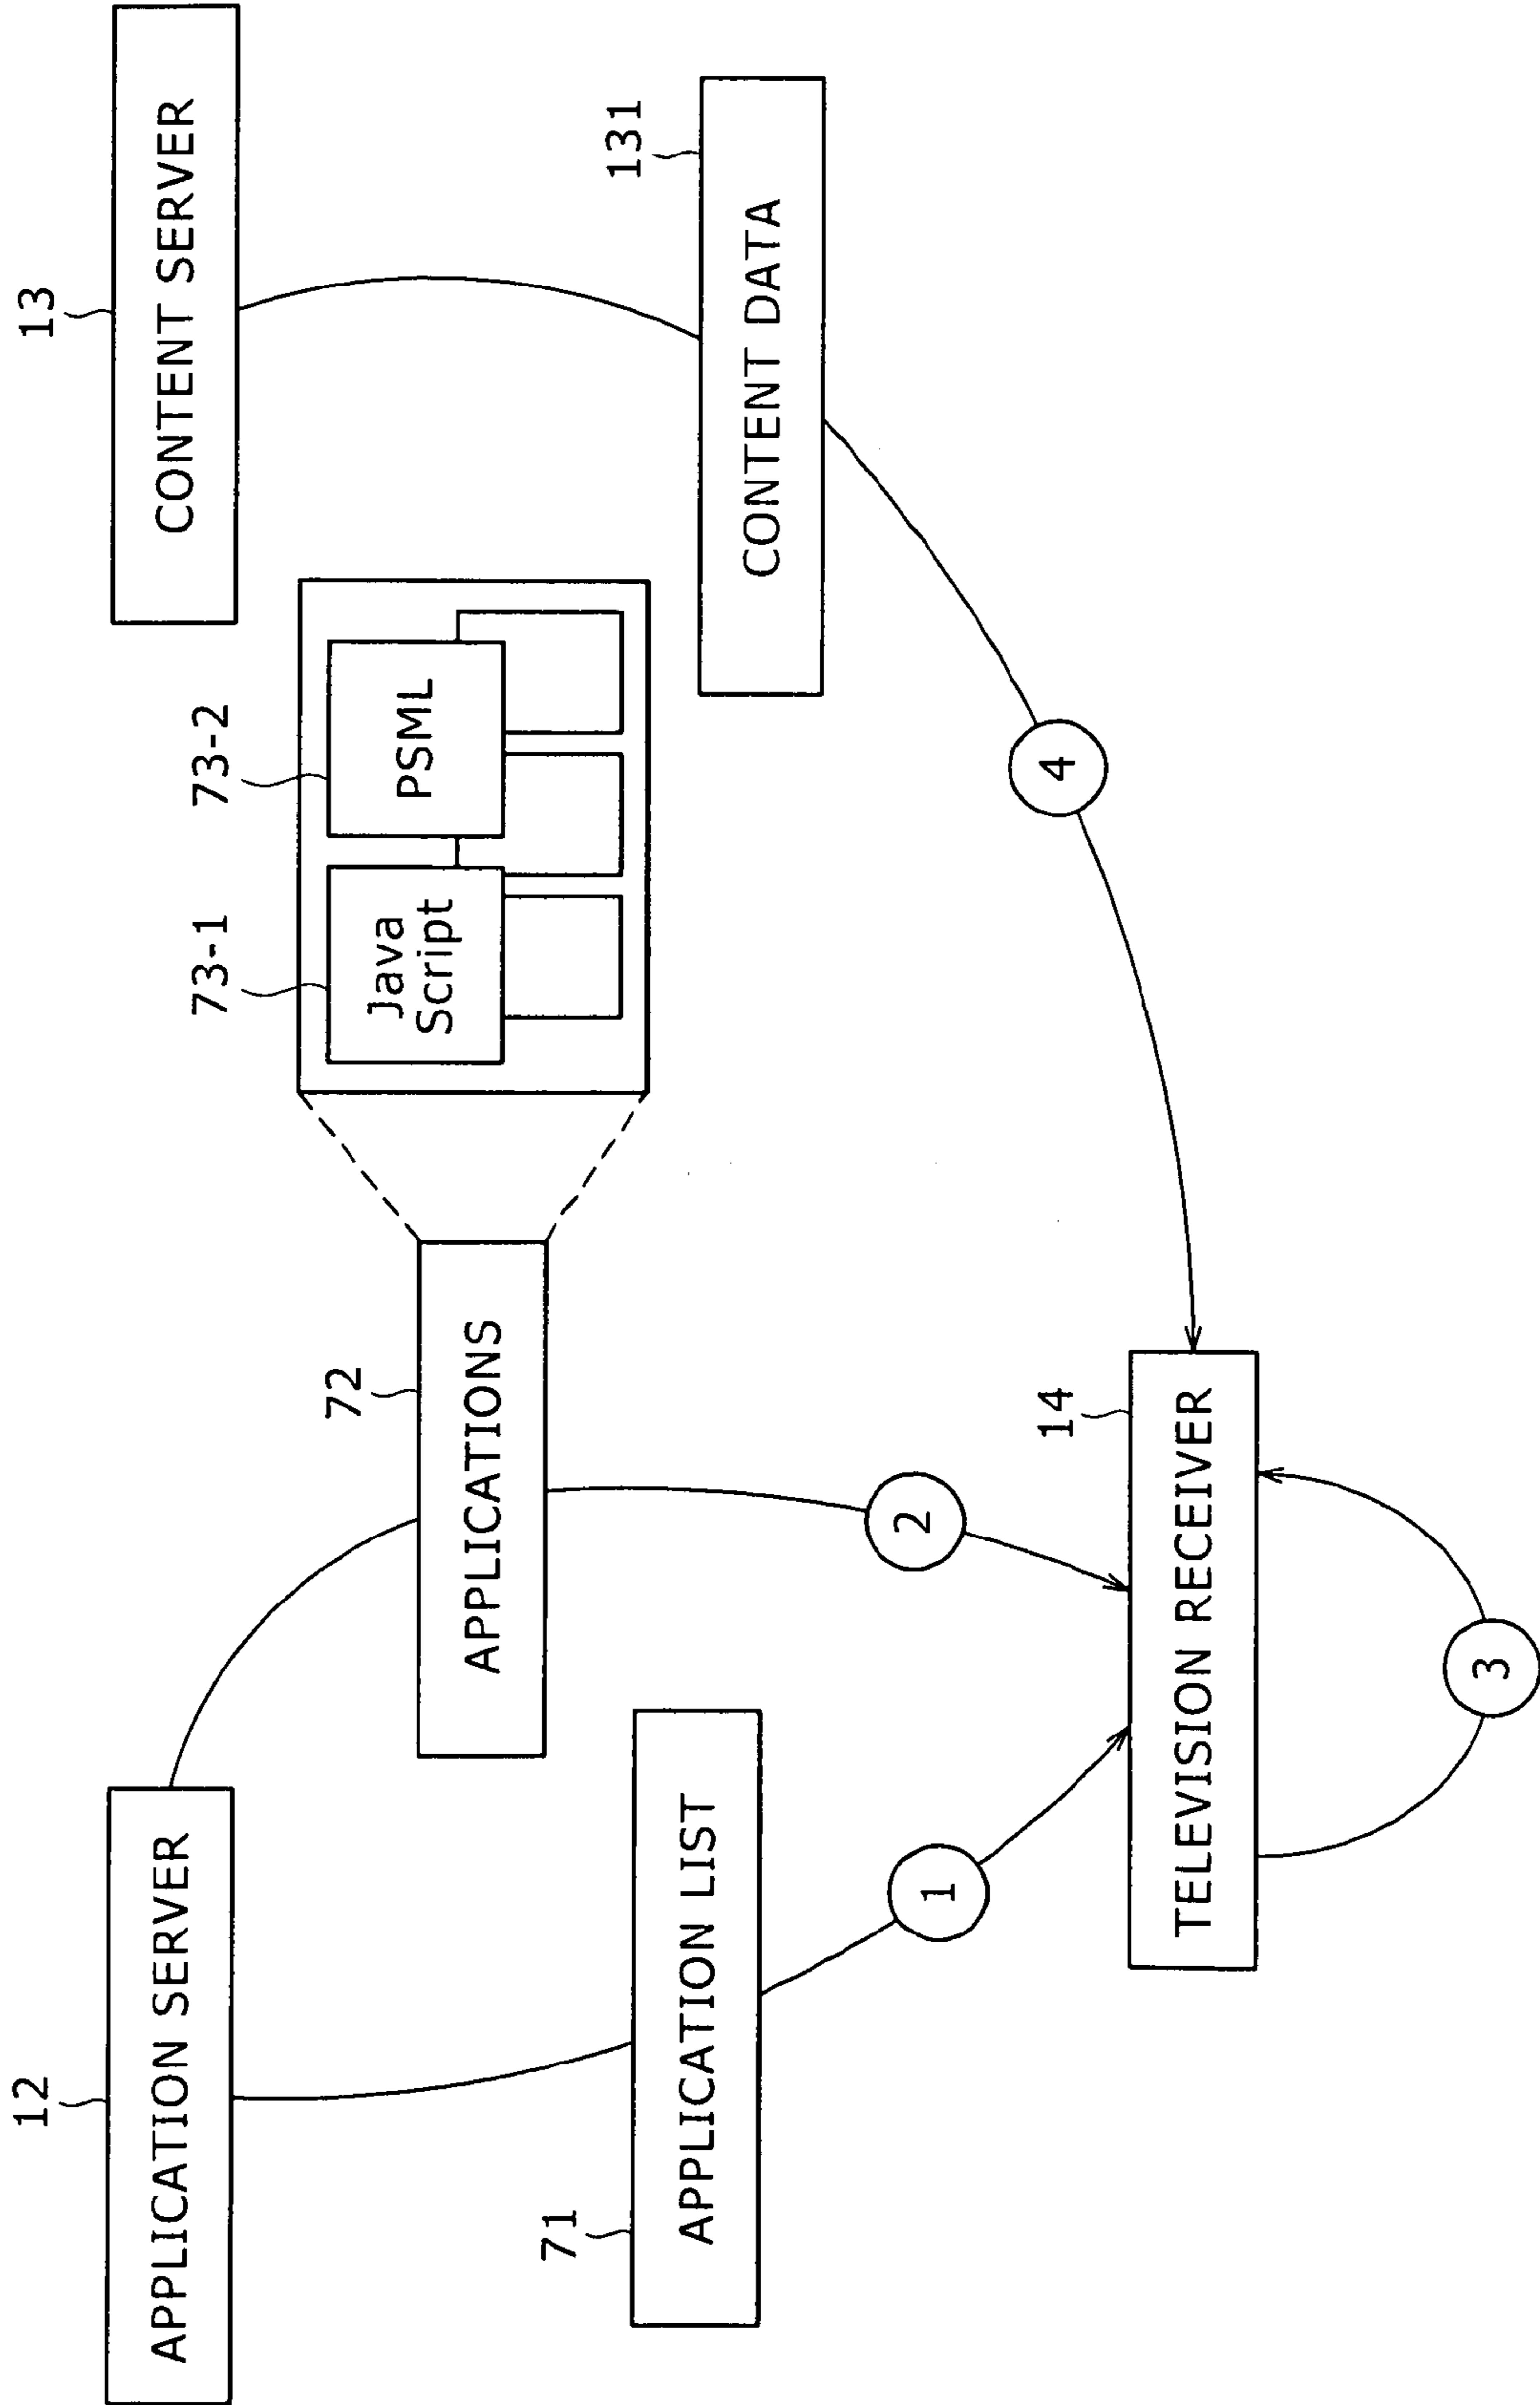 12
APPLICATION SERVER
13
CONTENT SERVER
72
APPLICATIONS
73-1
Java
Script
73-2
PSML
71
APPLICATION LIST
131
CONTENT DATA
1
2
4
14
TELEVISION RECEIVER
3